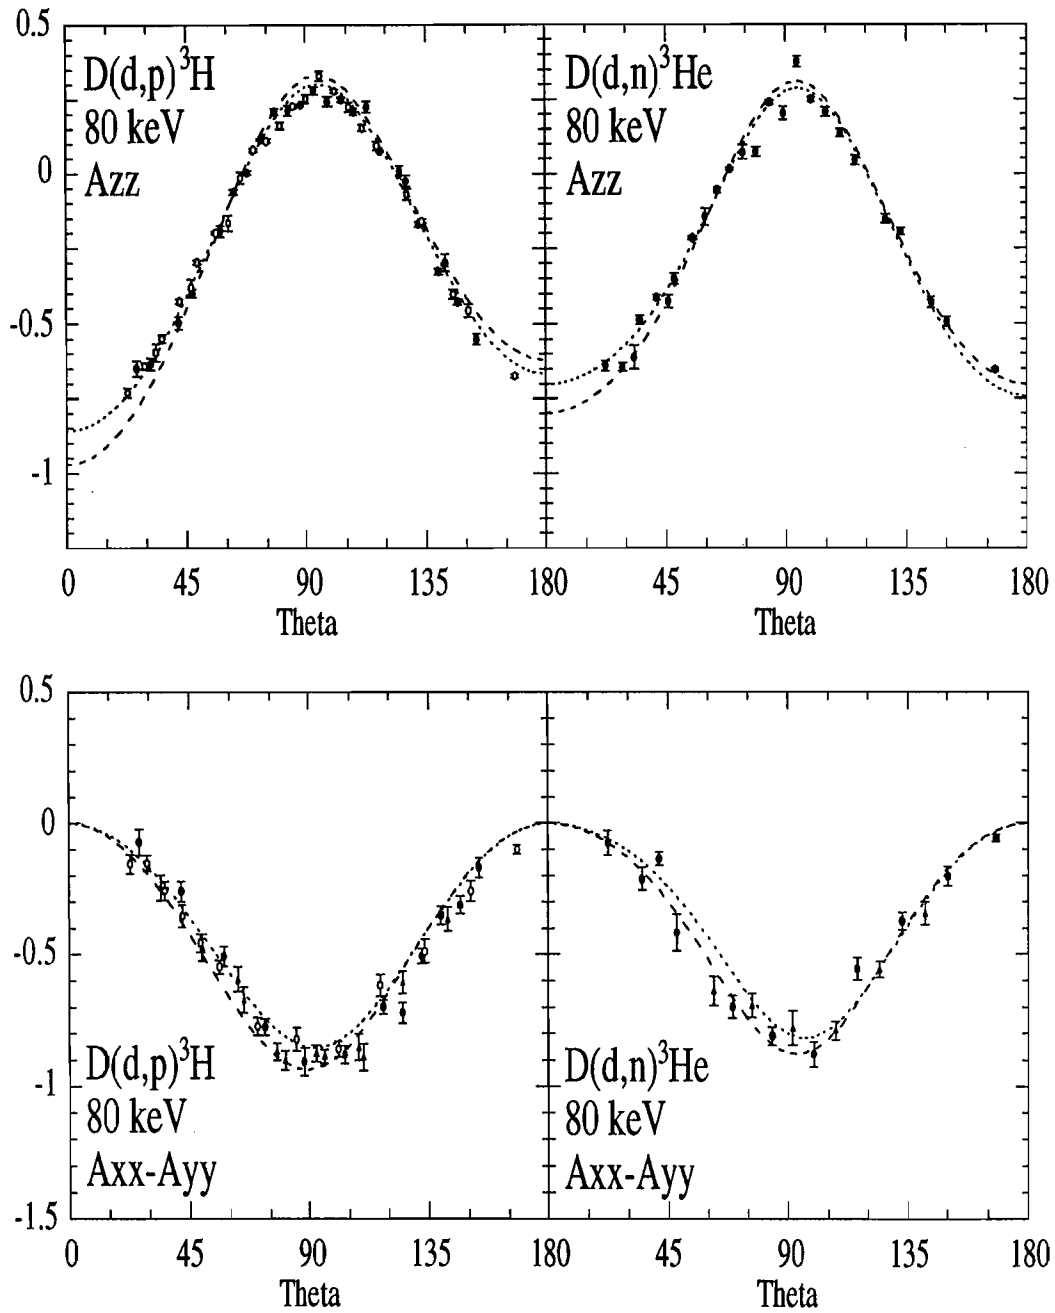 0.5
0
-0.5
-1
D(d,p)³H
80 keV
Azz
D(d,n)³He
80 keV
Azz
0 45 90 135 180 45 90 135 180
Theta Theta
0.5
0
-0.5
-1
-1.5
D(d,p)³H
80 keV
Axx-Ayy
D(d,n)³He
80 keV
Axx-Ayy
0 45 90 135 180 45 90 135 180
Theta Theta